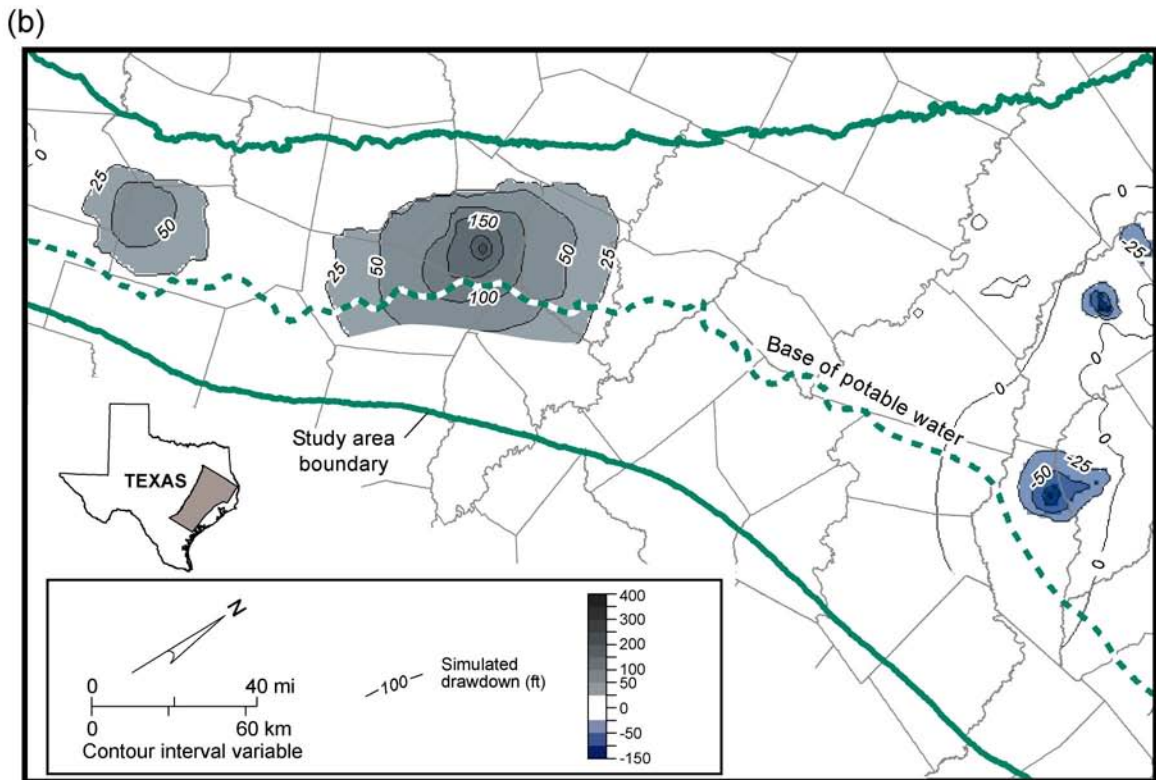 (b)
0
0
25
50
150
25
50
100
50
25
0
-25
0
0
0
Base of potable water
-50
-25
0
0
Study area
boundary
TEXAS
N
0 40 mi
0 60 km
Contour interval variable
-100-
Simulated
drawdown (ft)
400
300
200
100
50
0
-50
-150